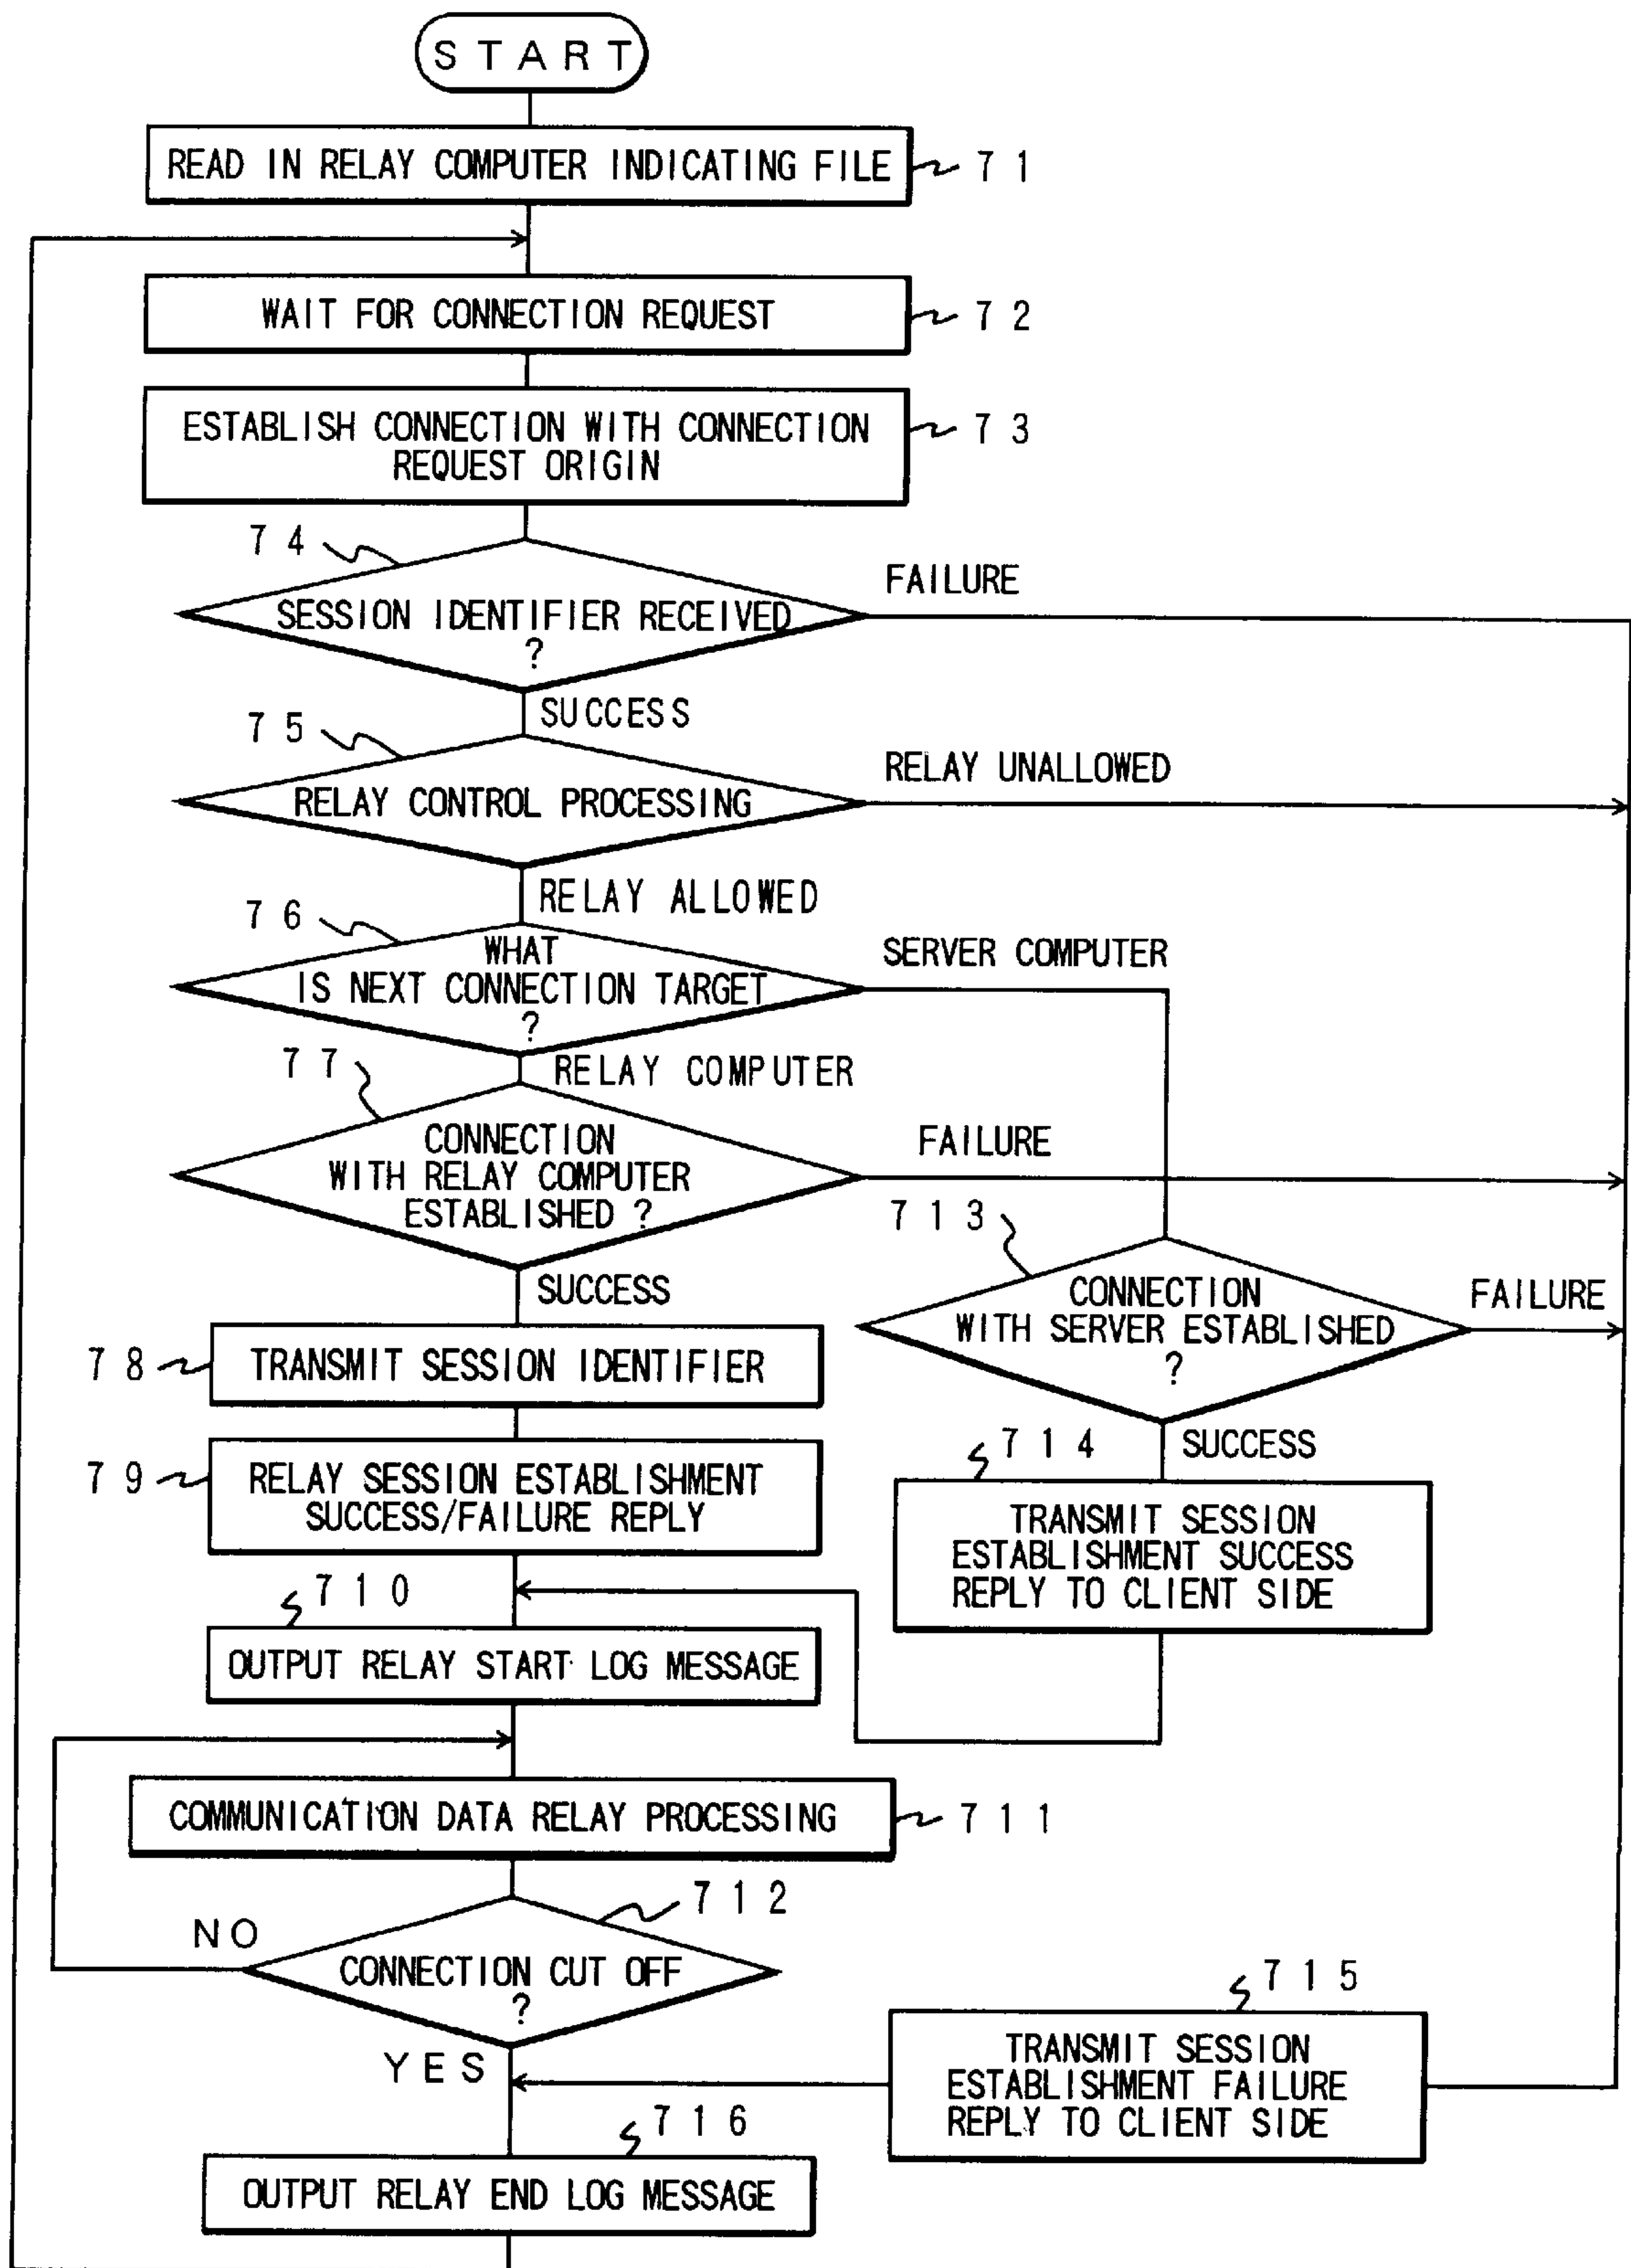 START
READ IN RELAY COMPUTER INDICATING FILE
71
WAIT FOR CONNECTION REQUEST
72
ESTABLISH CONNECTION WITH CONNECTION
REQUEST ORIGIN
73
74
SESSION IDENTIFIER RECEIVED
?
FAILURE
SUCCESS
75
RELAY CONTROL PROCESSING
RELAY UNALLOWED
RELAY ALLOWED
76
WHAT
IS NEXT CONNECTION TARGET
?
SERVER COMPUTER
RELAY COMPUTER
77
CONNECTION
WITH RELAY COMPUTER
ESTABLISHED ?
FAILURE
SUCCESS
713
CONNECTION
WITH SERVER ESTABLISHED
?
FAILURE
SUCCESS
78
TRANSMIT SESSION IDENTIFIER
79
RELAY SESSION ESTABLISHMENT
SUCCESS/FAILURE REPLY
714
TRANSMIT SESSION
ESTABLISHMENT SUCCESS
REPLY TO CLIENT SIDE
710
OUTPUT RELAY START LOG MESSAGE
COMMUNICATION DATA RELAY PROCESSING
711
712
CONNECTION CUT OFF
?
NO
YES
715
TRANSMIT SESSION
ESTABLISHMENT FAILURE
REPLY TO CLIENT SIDE
716
OUTPUT RELAY END LOG MESSAGE